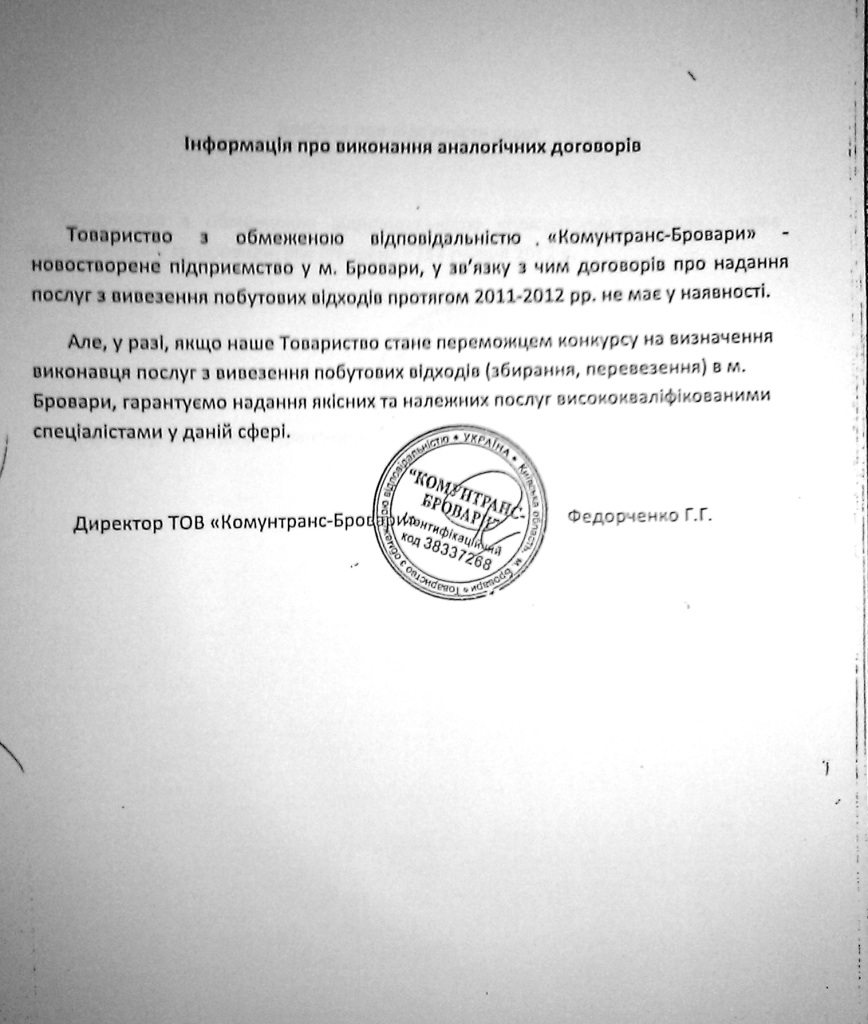 Інформація про виконання аналогічних договорів
Товариство з обмеженою відповідальністю «Комунтранс-Бровари» -
новостворене підприємство у м. Бровари, у зв'язку з чим договорів про надання
послуг з вивезення побутових відходів протягом 2011-2012 рр. не має у наявності.
Але, у разі, якщо наше Товариство стане переможцем конкурсу на визначення
виконавця послуг з вивезення побутових відходів (збирання, перевезення) в м.
Бровари, гарантуємо надання якісних та належних послуг висококваліфікованими
спеціалістами у даній сфері.
Директор ТОВ «Комунтранс-Бровари» Федорченко Г.Г.
Товариство з обмеженою відповідальністю * УКРАЇНА * Київська область, м. Бровари *
"КОМУНТРАНС-
БРОВАРИ"
Ідентифікаційний
код 38337268